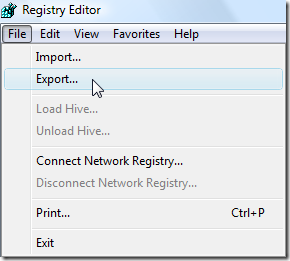 Registry Editor
File Edit View Favorites Help
Import...
Export...
Load Hive...
Unload Hive...
Connect Network Registry...
Disconnect Network Registry...
Print... Ctrl+P
Exit